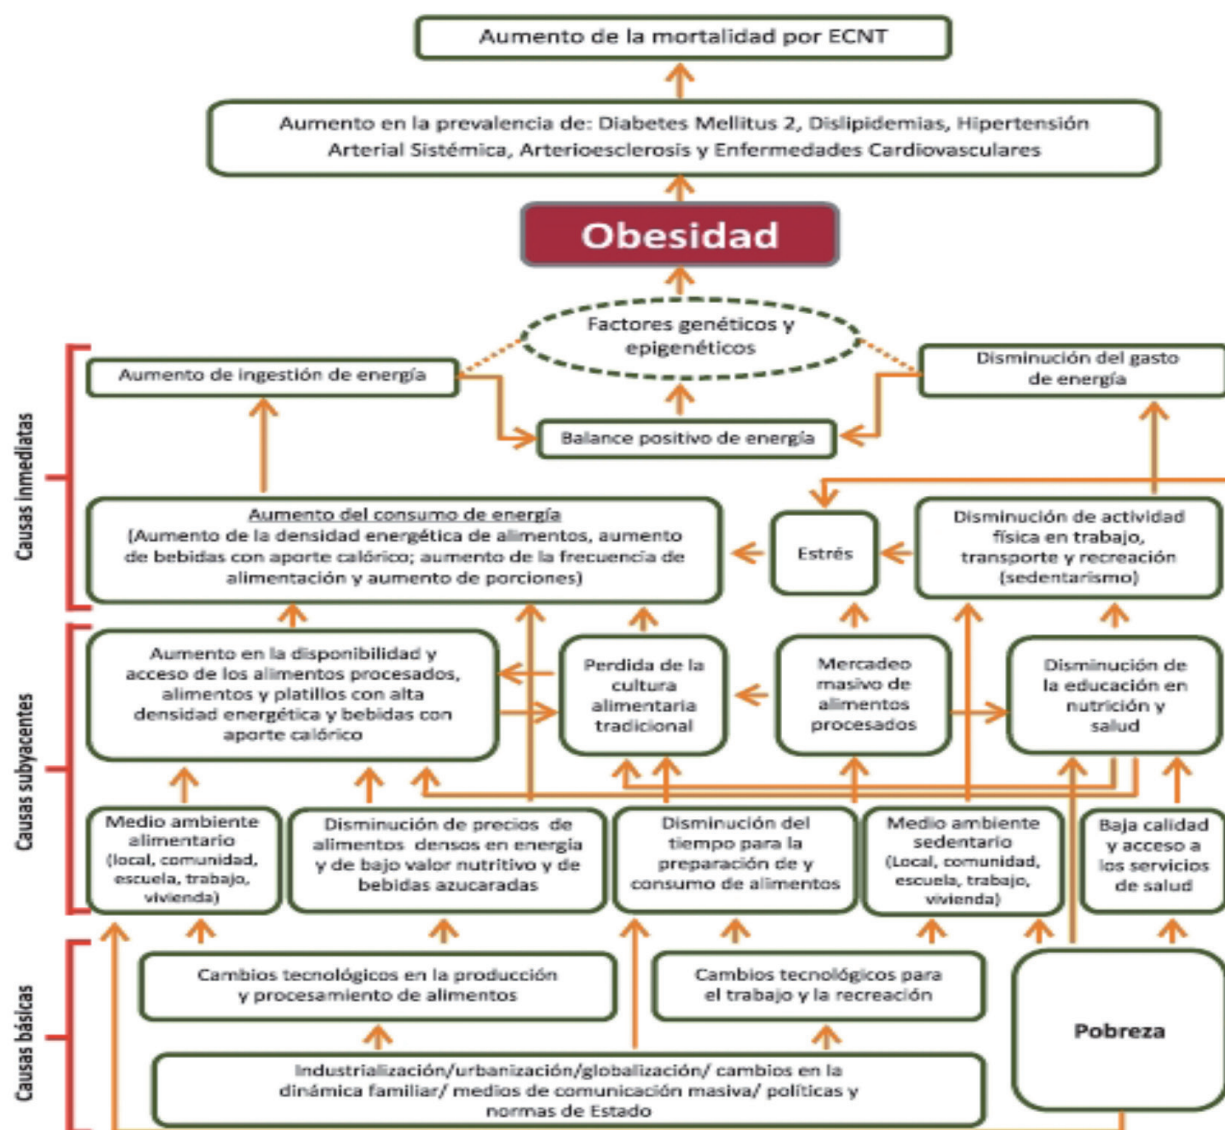 Aumento de la mortalidad por ECNT
Aumento en la prevalencia de: Diabetes Mellitus 2, Dislipidemias, Hipertensión
Arterial Sistémica, Arterioesclerosis y Enfermedades Cardiovasculares
Obesidad
Factores genéticos y
epigenéticos
Causas inmediatas
Aumento de ingestión de energía
Disminución del gasto
de energía
Balance positivo de energía
Aumento del consumo de energía
(Aumento de la densidad energética de alimentos, aumento
de bebidas con aporte calórico; aumento de la frecuencia de
alimentación y aumento de porciones)
Estrés
Disminución de actividad
física en trabajo,
transporte y recreación
(sedentarismo)
Causas subyacentes
Aumento en la disponibilidad y
acceso de los alimentos procesados,
alimentos y platillos con alta
densidad energética y bebidas con
aporte calórico
Perdida de la
cultura
alimentaria
tradicional
Mercadeo
masivo de
alimentos
procesados
Disminución de
la educación en
nutrición y
salud
Medio ambiente
alimentario
(local, comunidad,
escuela, trabajo,
vivienda)
Disminución de precios de
alimentos densos en energía
y de bajo valor nutritivo y de
bebidas azucaradas
Disminución del
tiempo para la
preparación de y
consumo de alimentos
Medio ambiente
sedentario
(Local, comunidad,
escuela, trabajo,
vivienda)
Baja calidad
y acceso a
los servicios
de salud
Causas básicas
Cambios tecnológicos en la producción
y procesamiento de alimentos
Cambios tecnológicos para
el trabajo y la recreación
Pobreza
Industrialización/urbanización/globalización/ cambios en la
dinámica familiar/ medios de comunicación masiva/ políticas y
normas de Estado